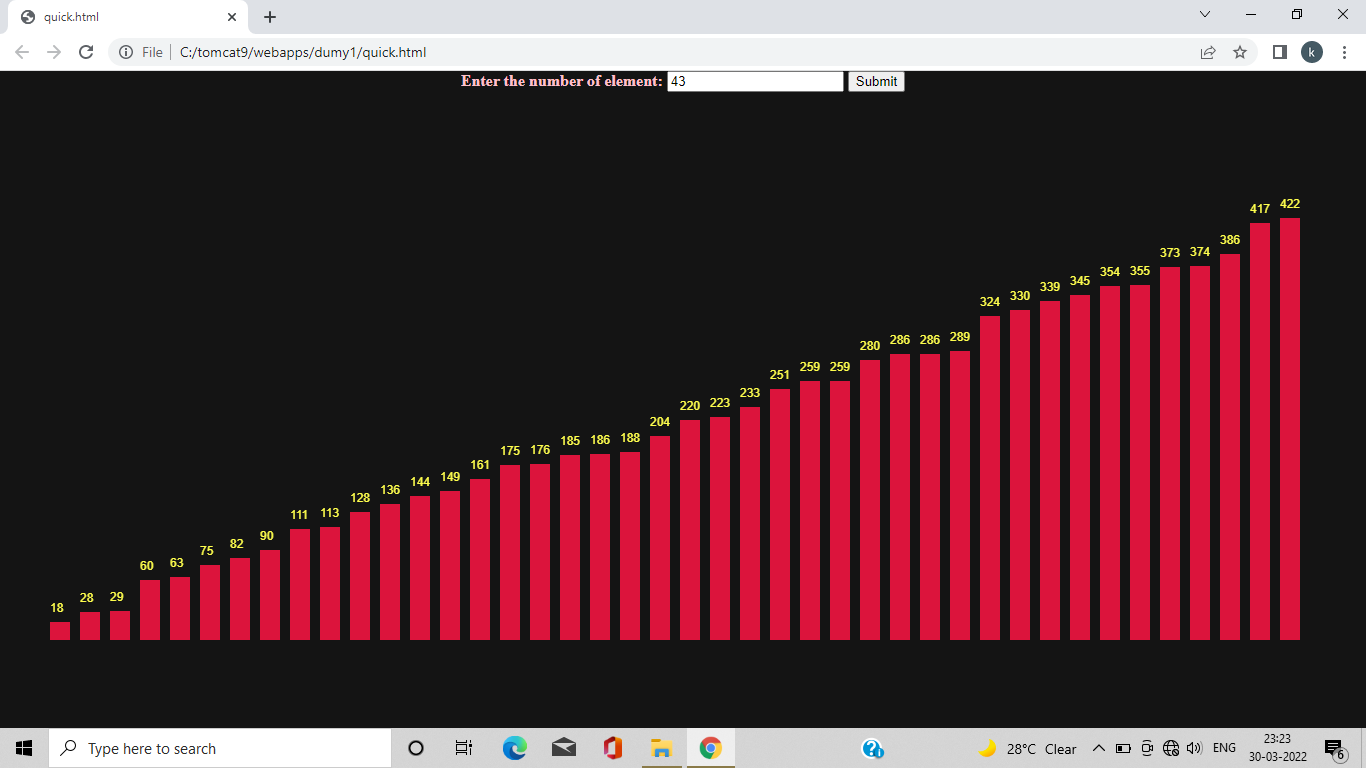 quick.html
File C:/tomcat9/webapps/dumy1/quick.html
k
Enter the number of element: 43 Submit
18 28 29 60 63 75 82 90 111 113 128 136 144 149 161 175 176 185 186 188 204 220 223 233 251 259 259 280 286 286 289 324 330 339 345 354 355 373 374 386 417 422
Type here to search
28°C Clear
ENG
23:23
30-03-2022
6